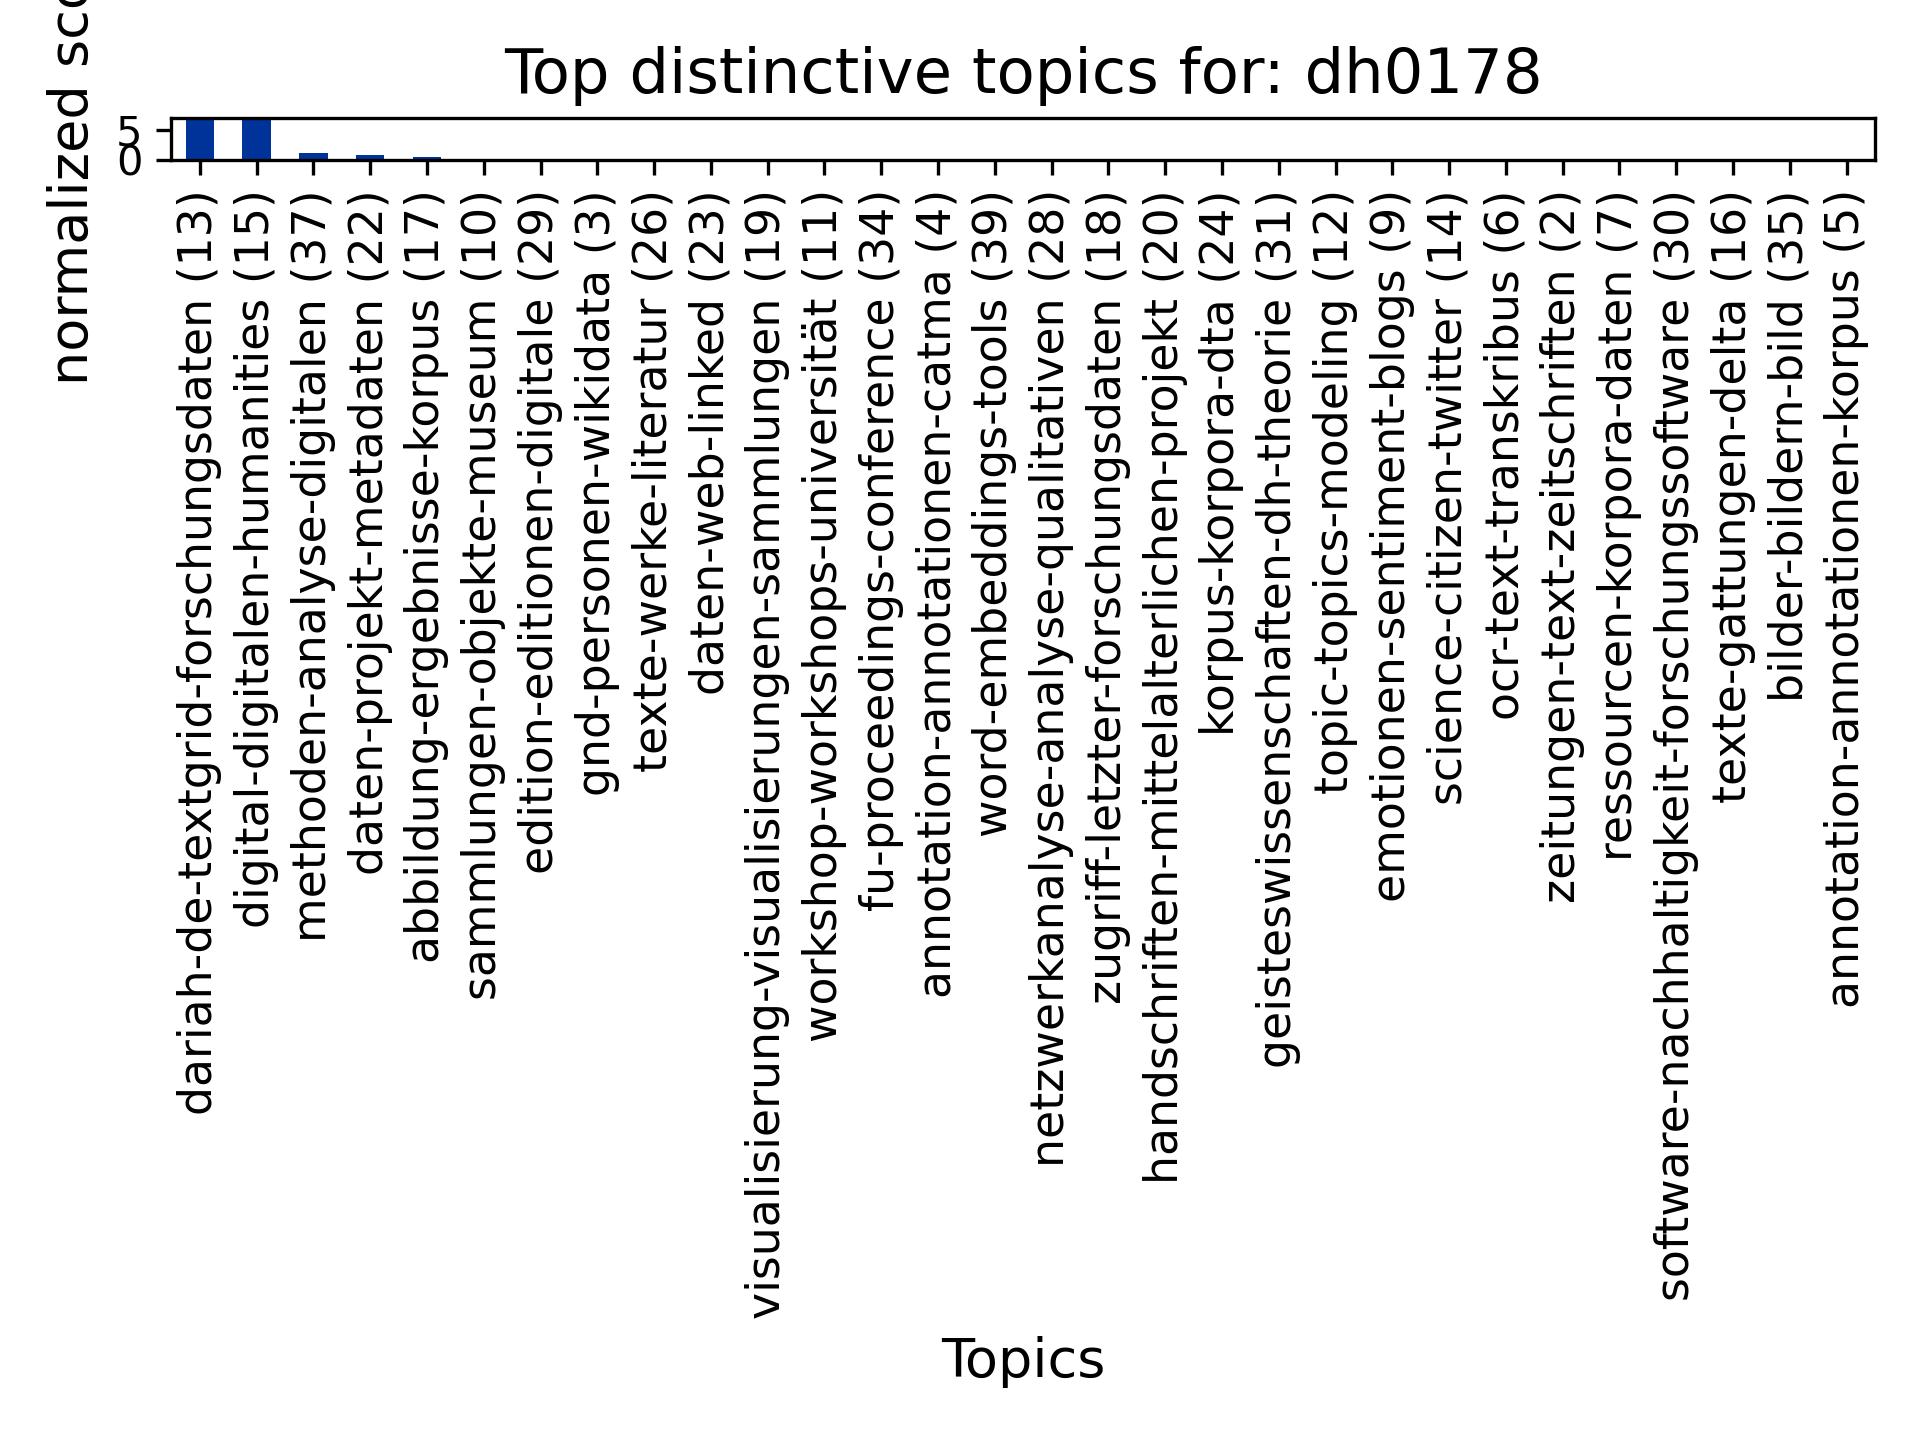 Top distinctive topics for: dh0178
normalized
5
0
dariah-de-textgrid-forschungsdaten (13)
digital-digitalen-humanities (15)
methoden-analyse-digitalen (37)
daten-projekt-metadaten (22)
abbildung-ergebnisse-korpus (17)
sammlungen-objekte-museum (10)
edition-editionen-digitale (29)
gnd-personen-wikidata (3)
texte-werke-literatur (26)
daten-web-linked (23)
visualisierung-visualisierungen-sammlungen (19)
workshop-workshops-universität (11)
fu-proceedings-conference (34)
annotation-annotationen-catma (4)
word-embeddings-tools (39)
netzwerkanalyse-analyse-qualitativen (28)
zugriff-letzter-forschungsdaten (18)
handschriften-mittelalterlichen-projekt (20)
korpus-korpora-dta (24)
geisteswissenschaften-dh-theorie (31)
topic-topics-modeling (12)
emotionen-sentiment-blogs (9)
science-citizen-twitter (14)
ocr-text-transkribus (6)
zeitungen-text-zeitschriften (2)
ressourcen-korpora-daten (7)
software-nachhaltigkeit-forschungssoftware (30)
texte-gattungen-delta (16)
bilder-bildern-bild (35)
annotation-annotationen-korpus (5)
Topics